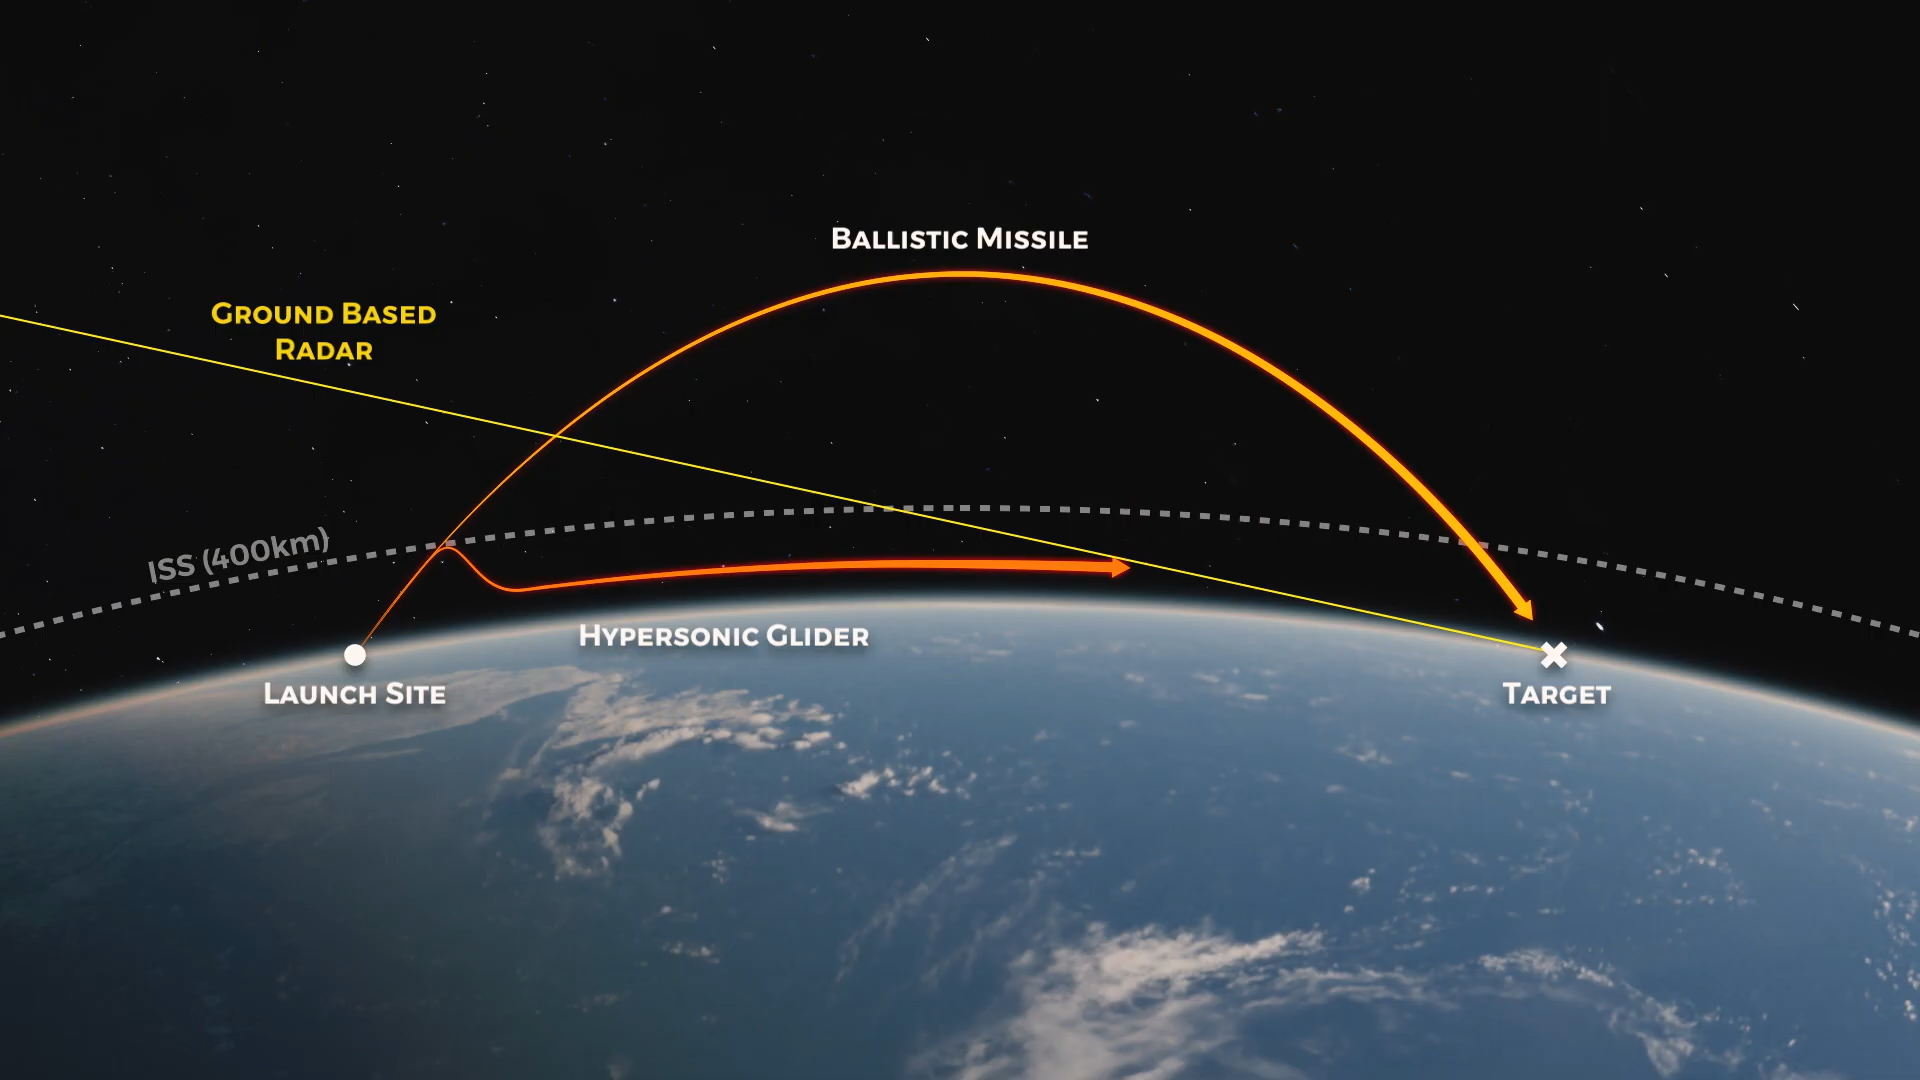 Ballistic Missile
Ground Based
Radar
ISS (400km)
Hypersonic Glider
Launch Site
Target